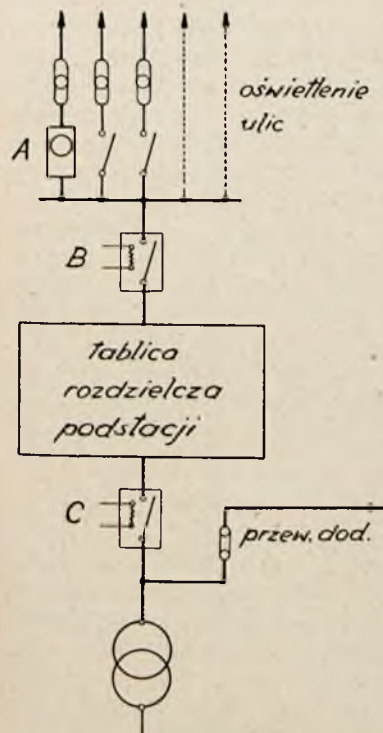 oświetlenie
ulic
A
B
tablica
rozdzielcza
podstacji
C
przew. dod.